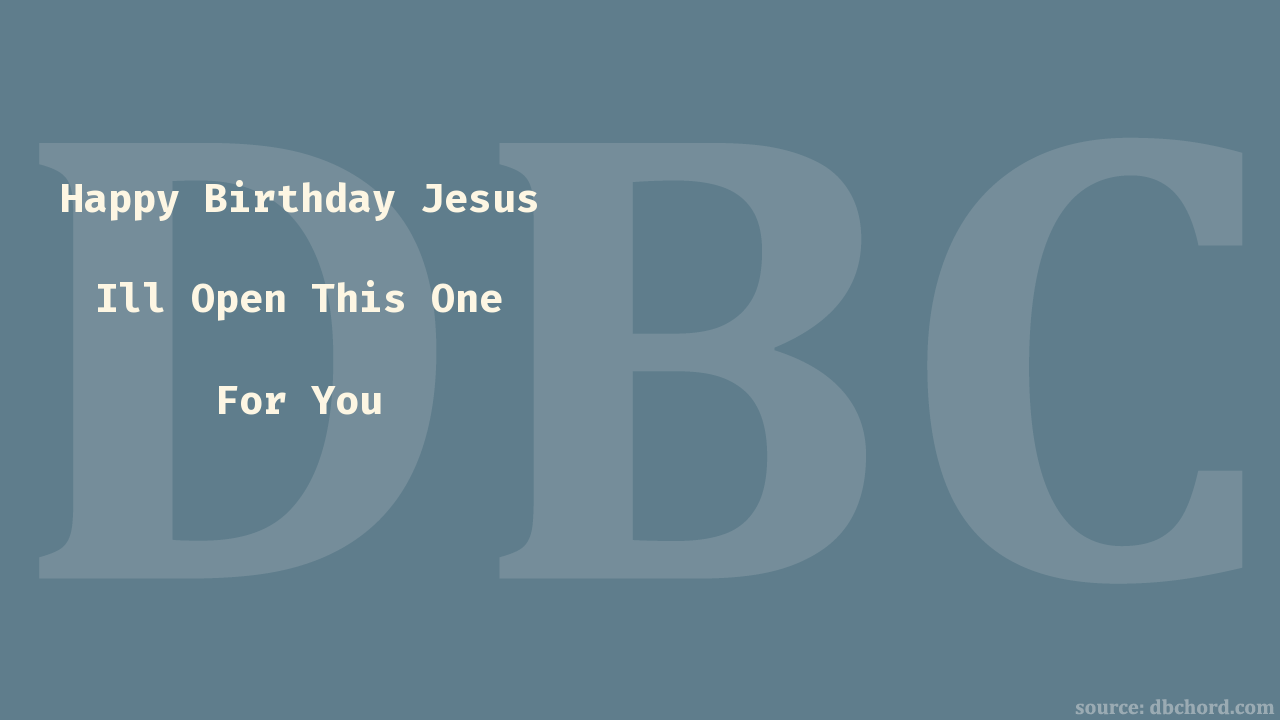 DBC
Happy Birthday Jesus
Ill Open This One
For You
source: dbchord.com